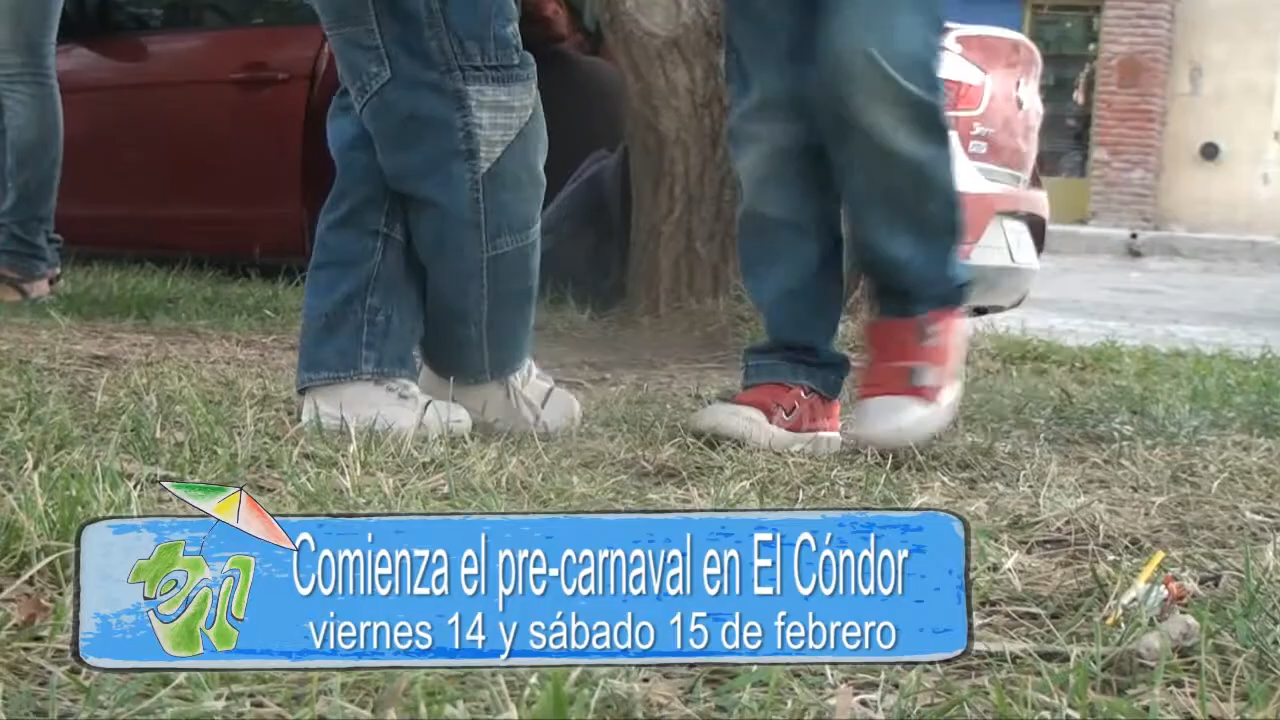 Comienza el pre-carnaval en El Cóndor
viernes 14 y sábado 15 de febrero